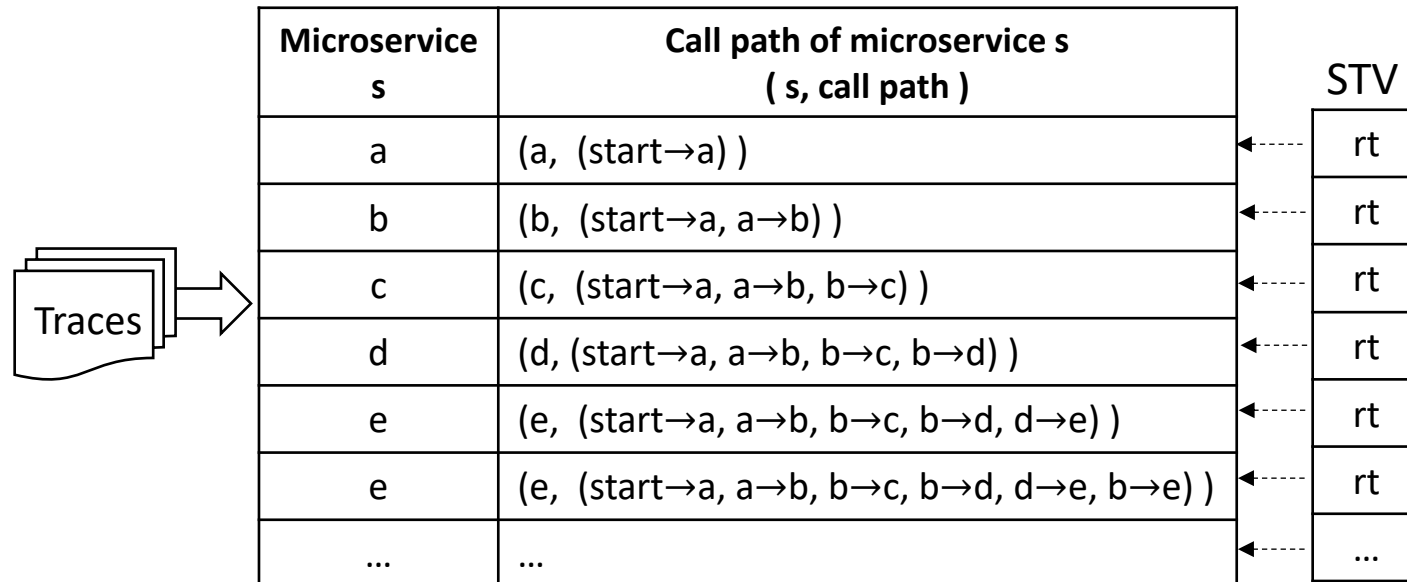 Microservice
s
Call path of microservice s
( s, call path )
STV
a
(a, (start→a) )
rt
b
(b, (start→a, a→b) )
rt
c
(c, (start→a, a→b, b→c) )
rt
Traces
d
(d, (start→a, a→b, b→c, b→d) )
rt
e
(e, (start→a, a→b, b→c, b→d, d→e) )
rt
e
(e, (start→a, a→b, b→c, b→d, d→e, b→e) )
rt
...
...
...